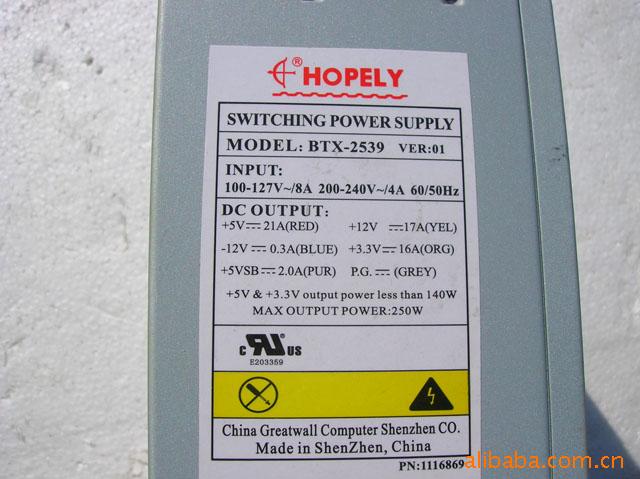 ® HOPELY
SWITCHING POWER SUPPLY
MODEL: BTX-2539 VER:01
INPUT:
100-127V~/8A 200-240V~/4A 60/50Hz
DC OUTPUT:
+5V⎓21A(RED) +12V ⎓17A(YEL)
-12V⎓0.3A(BLUE) +3.3V⎓16A(ORG)
+5VSB⎓2.0A(PUR) P.G.⎓(GREY)
+5V & +3.3V output power less than 140W
MAX OUTPUT POWER:250W
c RU US
E203359
China Greatwall Computer Shenzhen CO.
Made in ShenZhen, China
PN:1116869
alibaba.com.cn